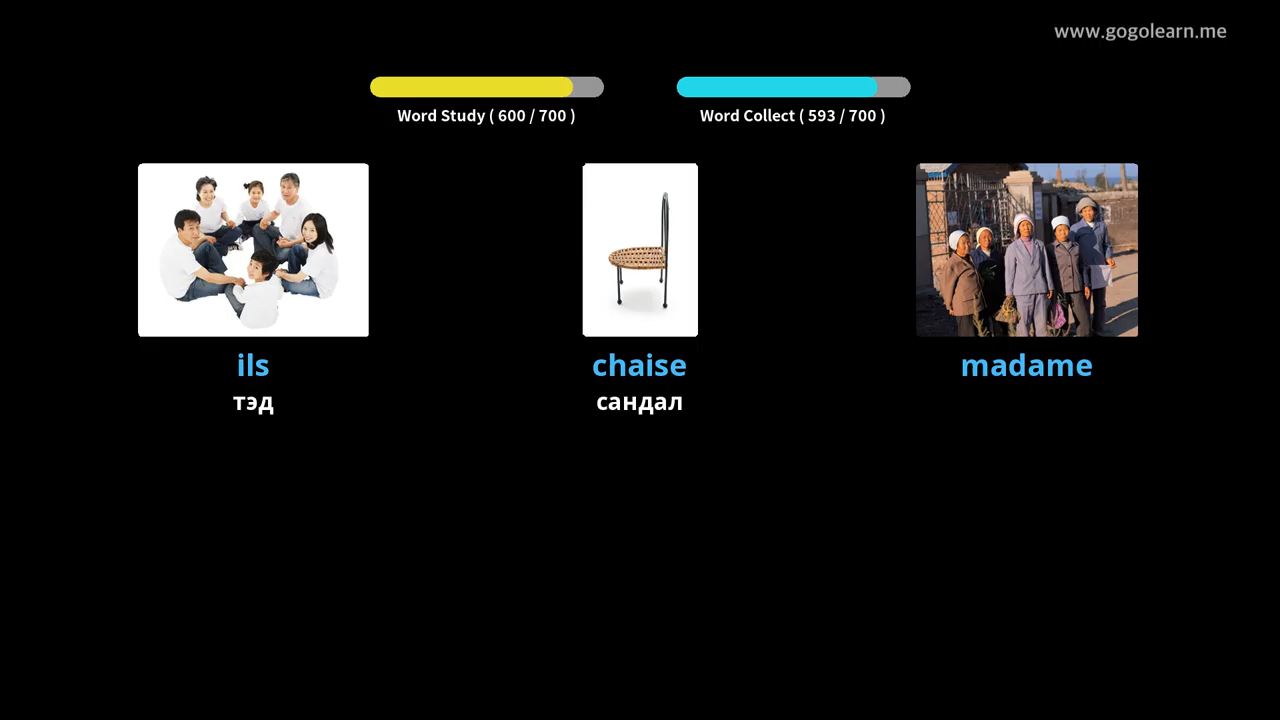 www.gogolearn.me
Word Study ( 600 / 700 )
Word Collect ( 593 / 700 )
ils
chaise
madame
тэд
сандал